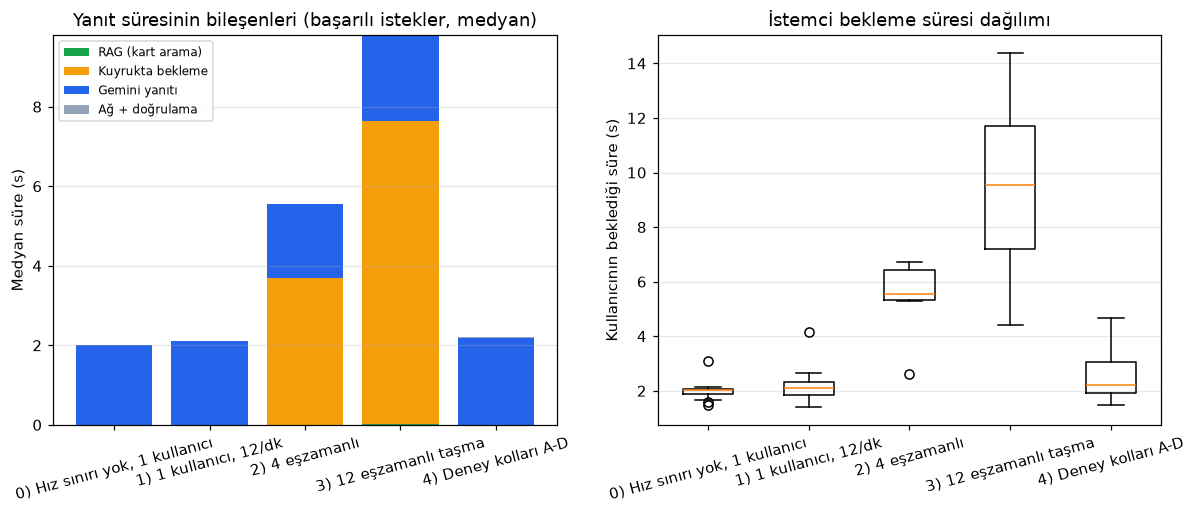 Yanıt süresinin bileşenleri (başarılı istekler, medyan)
RAG (kart arama)
Kuyrukta bekleme
Gemini yanıtı
Ağ + doğrulama
Medyan süre (s)
8
6
4
2
0
0) Hız sınırı yok, 1 kullanıcı
1) 1 kullanıcı, 12/dk
2) 4 eşzamanlı
3) 12 eşzamanlı taşma
4) Deney kolları A-D
İstemci bekleme süresi dağılımı
Kullanıcının beklediği süre (s)
14
12
10
8
6
4
2
0) Hız sınırı yok, 1 kullanıcı
1) 1 kullanıcı, 12/dk
2) 4 eşzamanlı
3) 12 eşzamanlı taşma
4) Deney kolları A-D